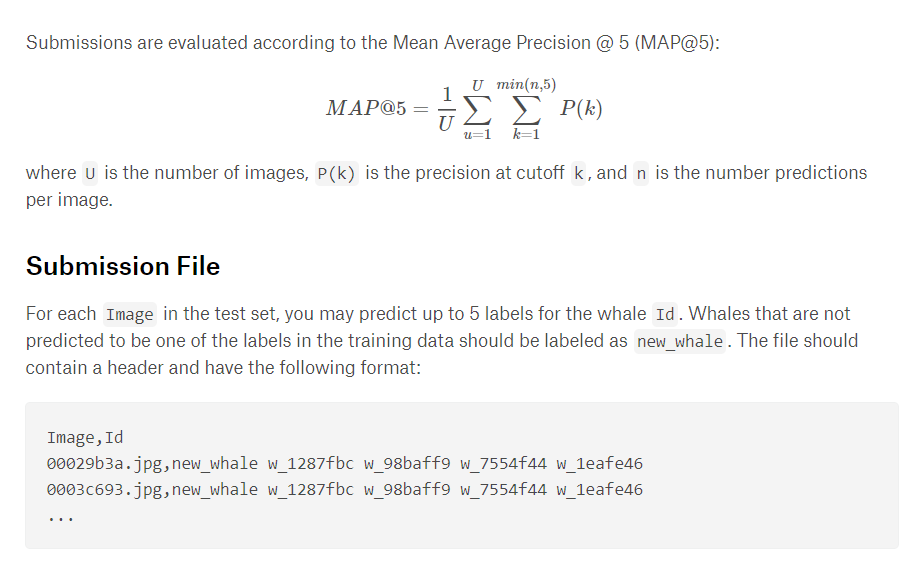 Submissions are evaluated according to the Mean Average Precision @ 5 (MAP@5):
MAP@5 = \frac{1}{U} \sum_{u=1}^{U} \sum_{k=1}^{min(n,5)} P(k)
where U is the number of images, P(k) is the precision at cutoff k, and n is the number predictions
per image.
Submission File
For each Image in the test set, you may predict up to 5 labels for the whale Id. Whales that are not
predicted to be one of the labels in the training data should be labeled as new_whale. The file should
contain a header and have the following format:
Image,Id
00029b3a.jpg,new_whale w_1287fbc w_98baff9 w_7554f44 w_1eafe46
0003c693.jpg,new_whale w_1287fbc w_98baff9 w_7554f44 w_1eafe46
...